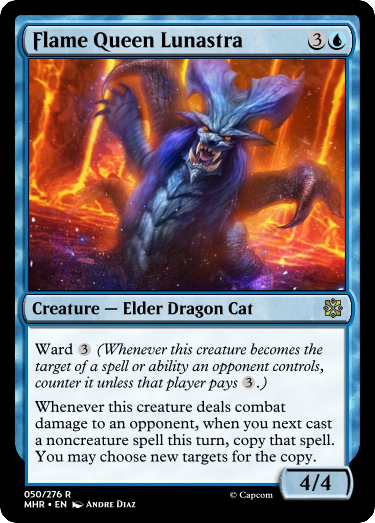 Flame Queen Lunastra 3
Creature — Elder Dragon Cat
Ward 3 (Whenever this creature becomes the
target of a spell or ability an opponent controls,
counter it unless that player pays 3.)
Whenever this creature deals combat
damage to an opponent, when you next cast
a noncreature spell this turn, copy that spell.
You may choose new targets for the copy.
4/4
050/276 R
MHR • EN Andre Diaz
© Capcom